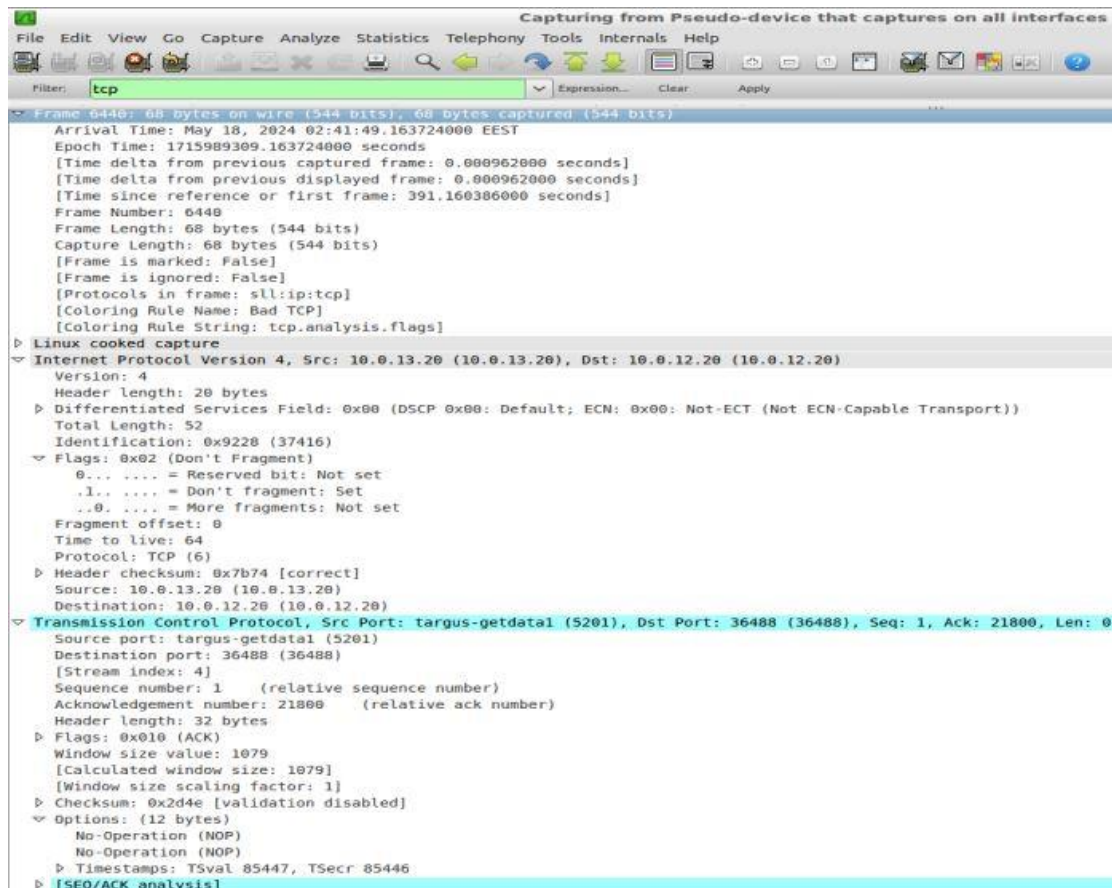 Capturing from Pseudo-device that captures on all interfaces
File Edit View Go Capture Analyze Statistics Telephony Tools Internals Help
Filter: tcp Expression... Clear Apply
Frame 6440: 68 bytes on wire (544 bits), 68 bytes captured (544 bits)
Arrival Time: May 18, 2024 02:41:49.163724000 EEST
Epoch Time: 1715989309.163724000 seconds
[Time delta from previous captured frame: 0.000962000 seconds]
[Time delta from previous displayed frame: 0.000962000 seconds]
[Time since reference or first frame: 391.160386000 seconds]
Frame Number: 6440
Frame Length: 68 bytes (544 bits)
Capture Length: 68 bytes (544 bits)
[Frame is marked: False]
[Frame is ignored: False]
[Protocols in frame: sll:ip:tcp]
[Coloring Rule Name: Bad TCP]
[Coloring Rule String: tcp.analysis.flags]
Linux cooked capture
Internet Protocol Version 4, Src: 10.0.13.20 (10.0.13.20), Dst: 10.0.12.20 (10.0.12.20)
Version: 4
Header length: 20 bytes
Differentiated Services Field: 0x00 (DSCP 0x00: Default; ECN: 0x00: Not-ECT (Not ECN-Capable Transport))
Total Length: 52
Identification: 0x9228 (37416)
Flags: 0x02 (Don't Fragment)
0... .... = Reserved bit: Not set
.1.. .... = Don't fragment: Set
..0. .... = More fragments: Not set
Fragment offset: 0
Time to live: 64
Protocol: TCP (6)
Header checksum: 0x7b74 [correct]
Source: 10.0.13.20 (10.0.13.20)
Destination: 10.0.12.20 (10.0.12.20)
Transmission Control Protocol, Src Port: targus-getdata1 (5201), Dst Port: 36488 (36488), Seq: 1, Ack: 21800, Len: 0
Source port: targus-getdata1 (5201)
Destination port: 36488 (36488)
[Stream index: 4]
Sequence number: 1 (relative sequence number)
Acknowledgement number: 21800 (relative ack number)
Header length: 32 bytes
Flags: 0x010 (ACK)
Window size value: 1079
[Calculated window size: 1079]
[Window size scaling factor: 1]
Checksum: 0x2d4e [validation disabled]
Options: (12 bytes)
No-Operation (NOP)
No-Operation (NOP)
Timestamps: TSval 85447, TSecr 85446
[SEQ/ACK analysis]